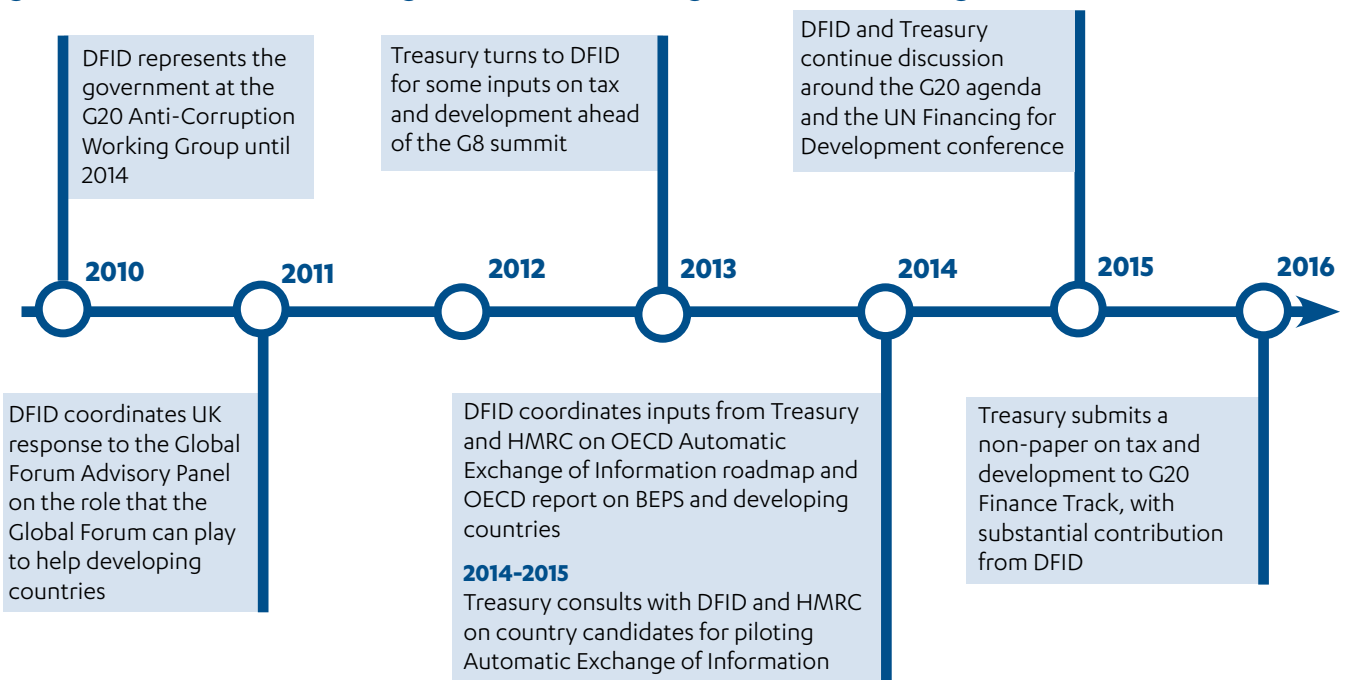 DFID represents the
government at the
G20 Anti-Corruption
Working Group until
2014
Treasury turns to DFID
for some inputs on tax
and development ahead
of the G8 summit
DFID and Treasury
continue discussion
around the G20 agenda
and the UN Financing for
Development conference
2010
2011
2012
2013
2014
2015
2016
DFID coordinates UK
response to the Global
Forum Advisory Panel
on the role that the
Global Forum can play
to help developing
countries
DFID coordinates inputs from Treasury
and HMRC on OECD Automatic
Exchange of Information roadmap and
OECD report on BEPS and developing
countries
2014-2015
Treasury consults with DFID and HMRC
on country candidates for piloting
Automatic Exchange of Information
Treasury submits a
non-paper on tax and
development to G20
Finance Track, with
substantial contribution
from DFID